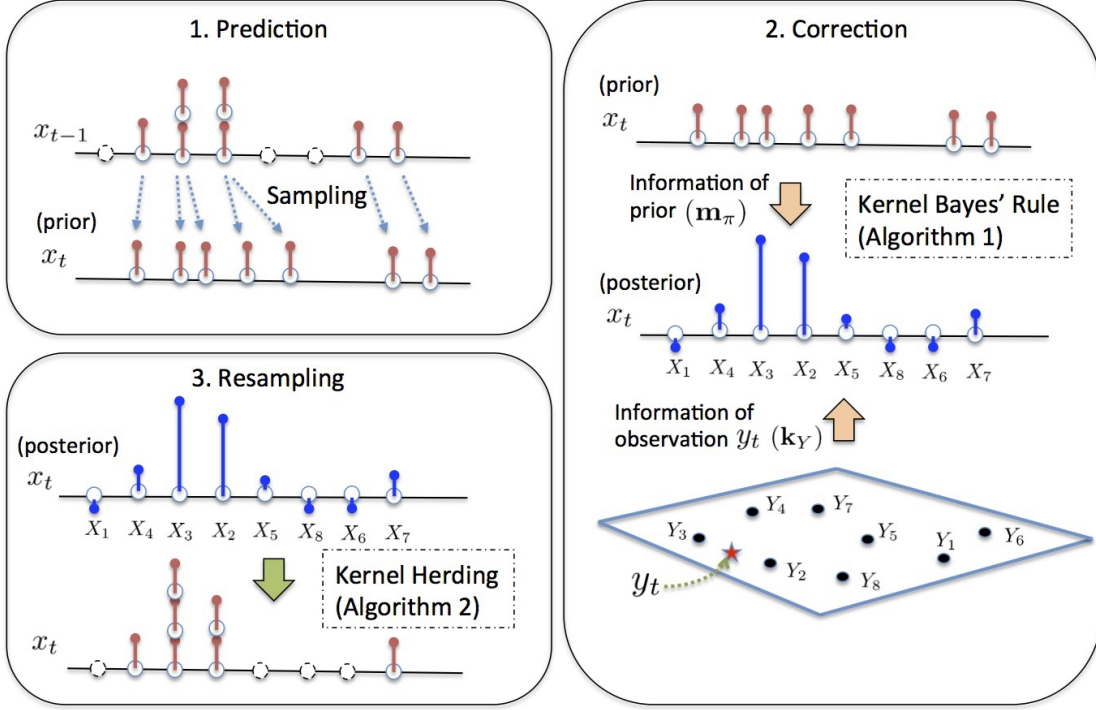 1. Prediction
x_{t-1}
Sampling
(prior)
x_t
2. Correction
(prior)
x_t
Information of
prior (m_π)
Kernel Bayes’ Rule
(Algorithm 1)
(posterior)
x_t
X_1 X_4 X_3 X_2 X_5 X_8 X_6 X_7
Information of
observation y_t (k_Y)
Y_4 Y_7
Y_3 Y_5 Y_1 Y_6
Y_2 Y_8
y_t
3. Resampling
(posterior)
x_t
X_1 X_4 X_3 X_2 X_5 X_8 X_6 X_7
Kernel Herding
(Algorithm 2)
x_t